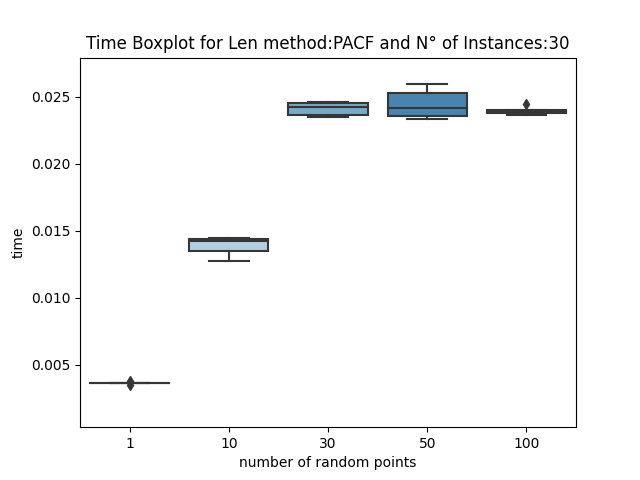 Time Boxplot for Len method:PACF and N° of Instances:30
0.025
0.020
0.015
0.010
0.005
time
1 10 30 50 100
number of random points